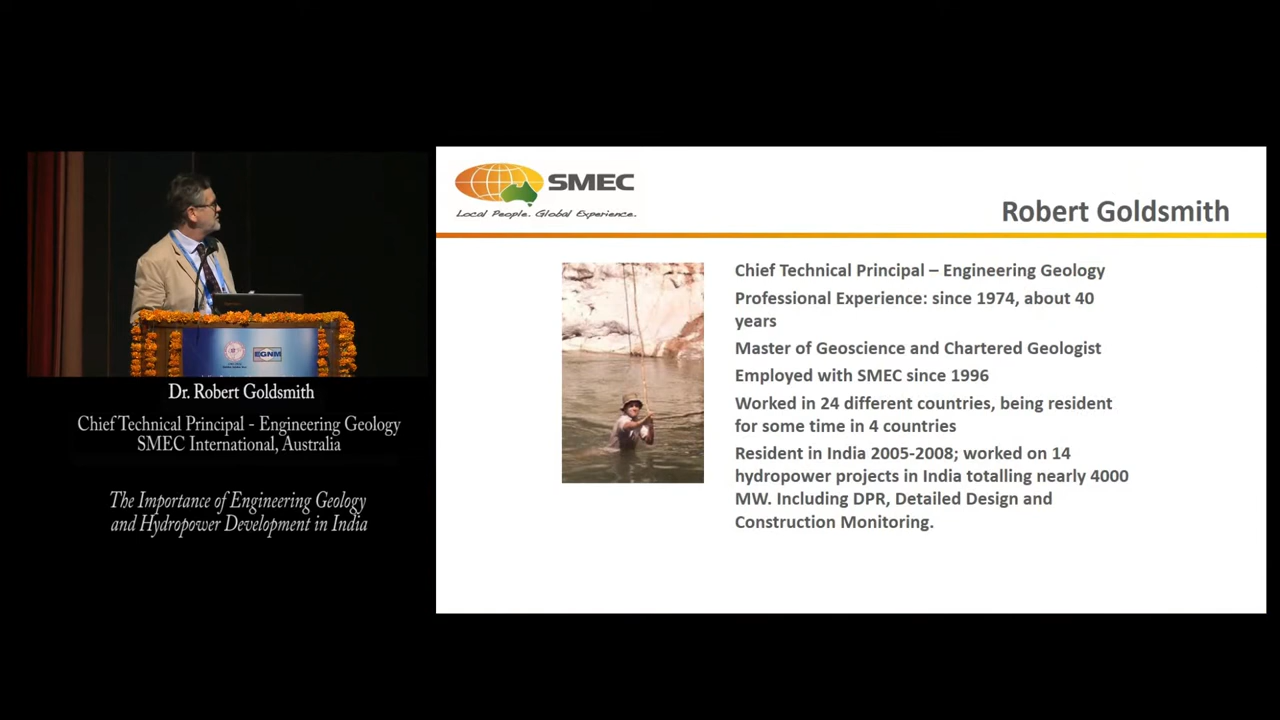 SMEC
Local People. Global Experience.
Robert Goldsmith
Chief Technical Principal – Engineering Geology
Professional Experience: since 1974, about 40
years
Master of Geoscience and Chartered Geologist
Employed with SMEC since 1996
Worked in 24 different countries, being resident
for some time in 4 countries
Resident in India 2005-2008; worked on 14
hydropower projects in India totalling nearly 4000
MW. Including DPR, Detailed Design and
Construction Monitoring.
EGNM
Dr. Robert Goldsmith
Chief Technical Principal - Engineering Geology
SMEC International, Australia
The Importance of Engineering Geology
and Hydropower Development in India